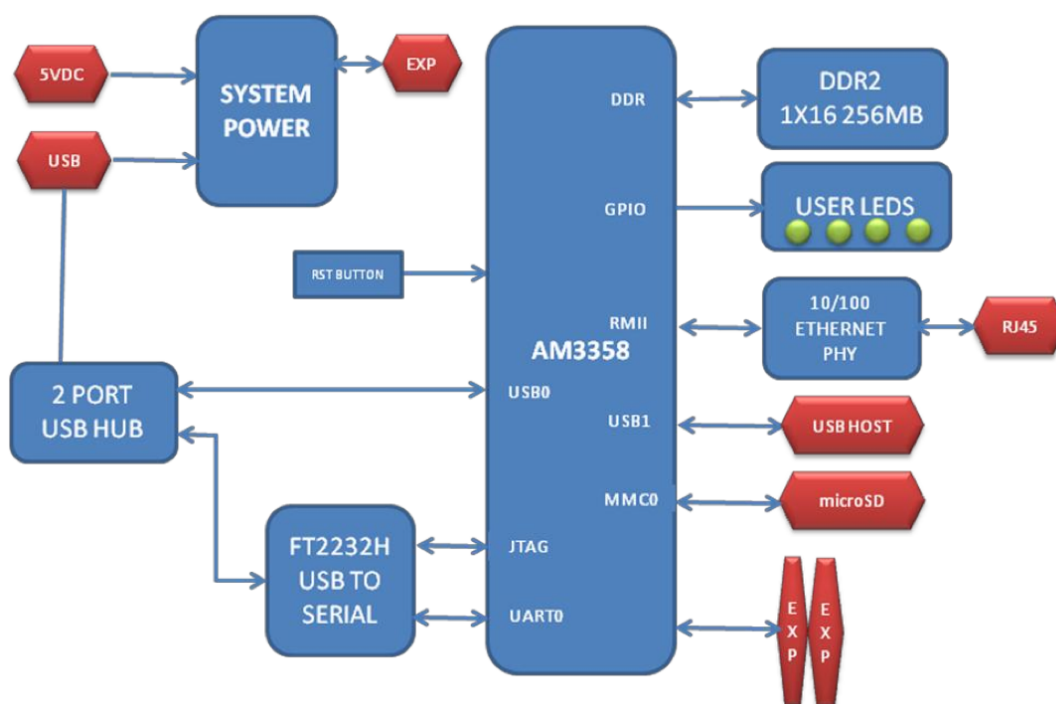 5VDC
SYSTEM
POWER
EXP
USB
RST BUTTON
2 PORT
USB HUB
FT2232H
USB TO
SERIAL
AM3358
DDR
GPIO
RMII
USB0
USB1
MMC0
JTAG
UART0
DDR2
1X16 256MB
USER LEDS
10/100
ETHERNET
PHY
RJ45
USB HOST
microSD
EXP
EXP